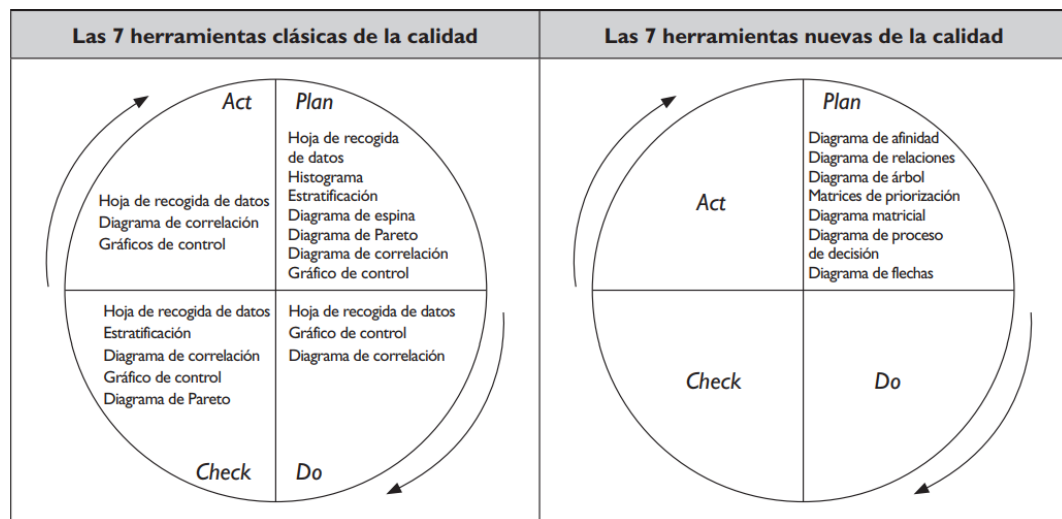 Las 7 herramientas clásicas de la calidad
Act
Plan
Hoja de recogida
de datos
Histograma
Estratificación
Diagrama de espina
Diagrama de Pareto
Diagrama de correlación
Gráfico de control
Hoja de recogida de datos
Diagrama de correlación
Gráficos de control
Hoja de recogida de datos
Estratificación
Diagrama de correlación
Gráfico de control
Diagrama de Pareto
Check
Hoja de recogida de datos
Gráfico de control
Diagrama de correlación
Do
Las 7 herramientas nuevas de la calidad
Plan
Diagrama de afinidad
Diagrama de relaciones
Diagrama de árbol
Matrices de priorización
Diagrama matricial
Diagrama de proceso
de decisión
Diagrama de flechas
Act
Check
Do